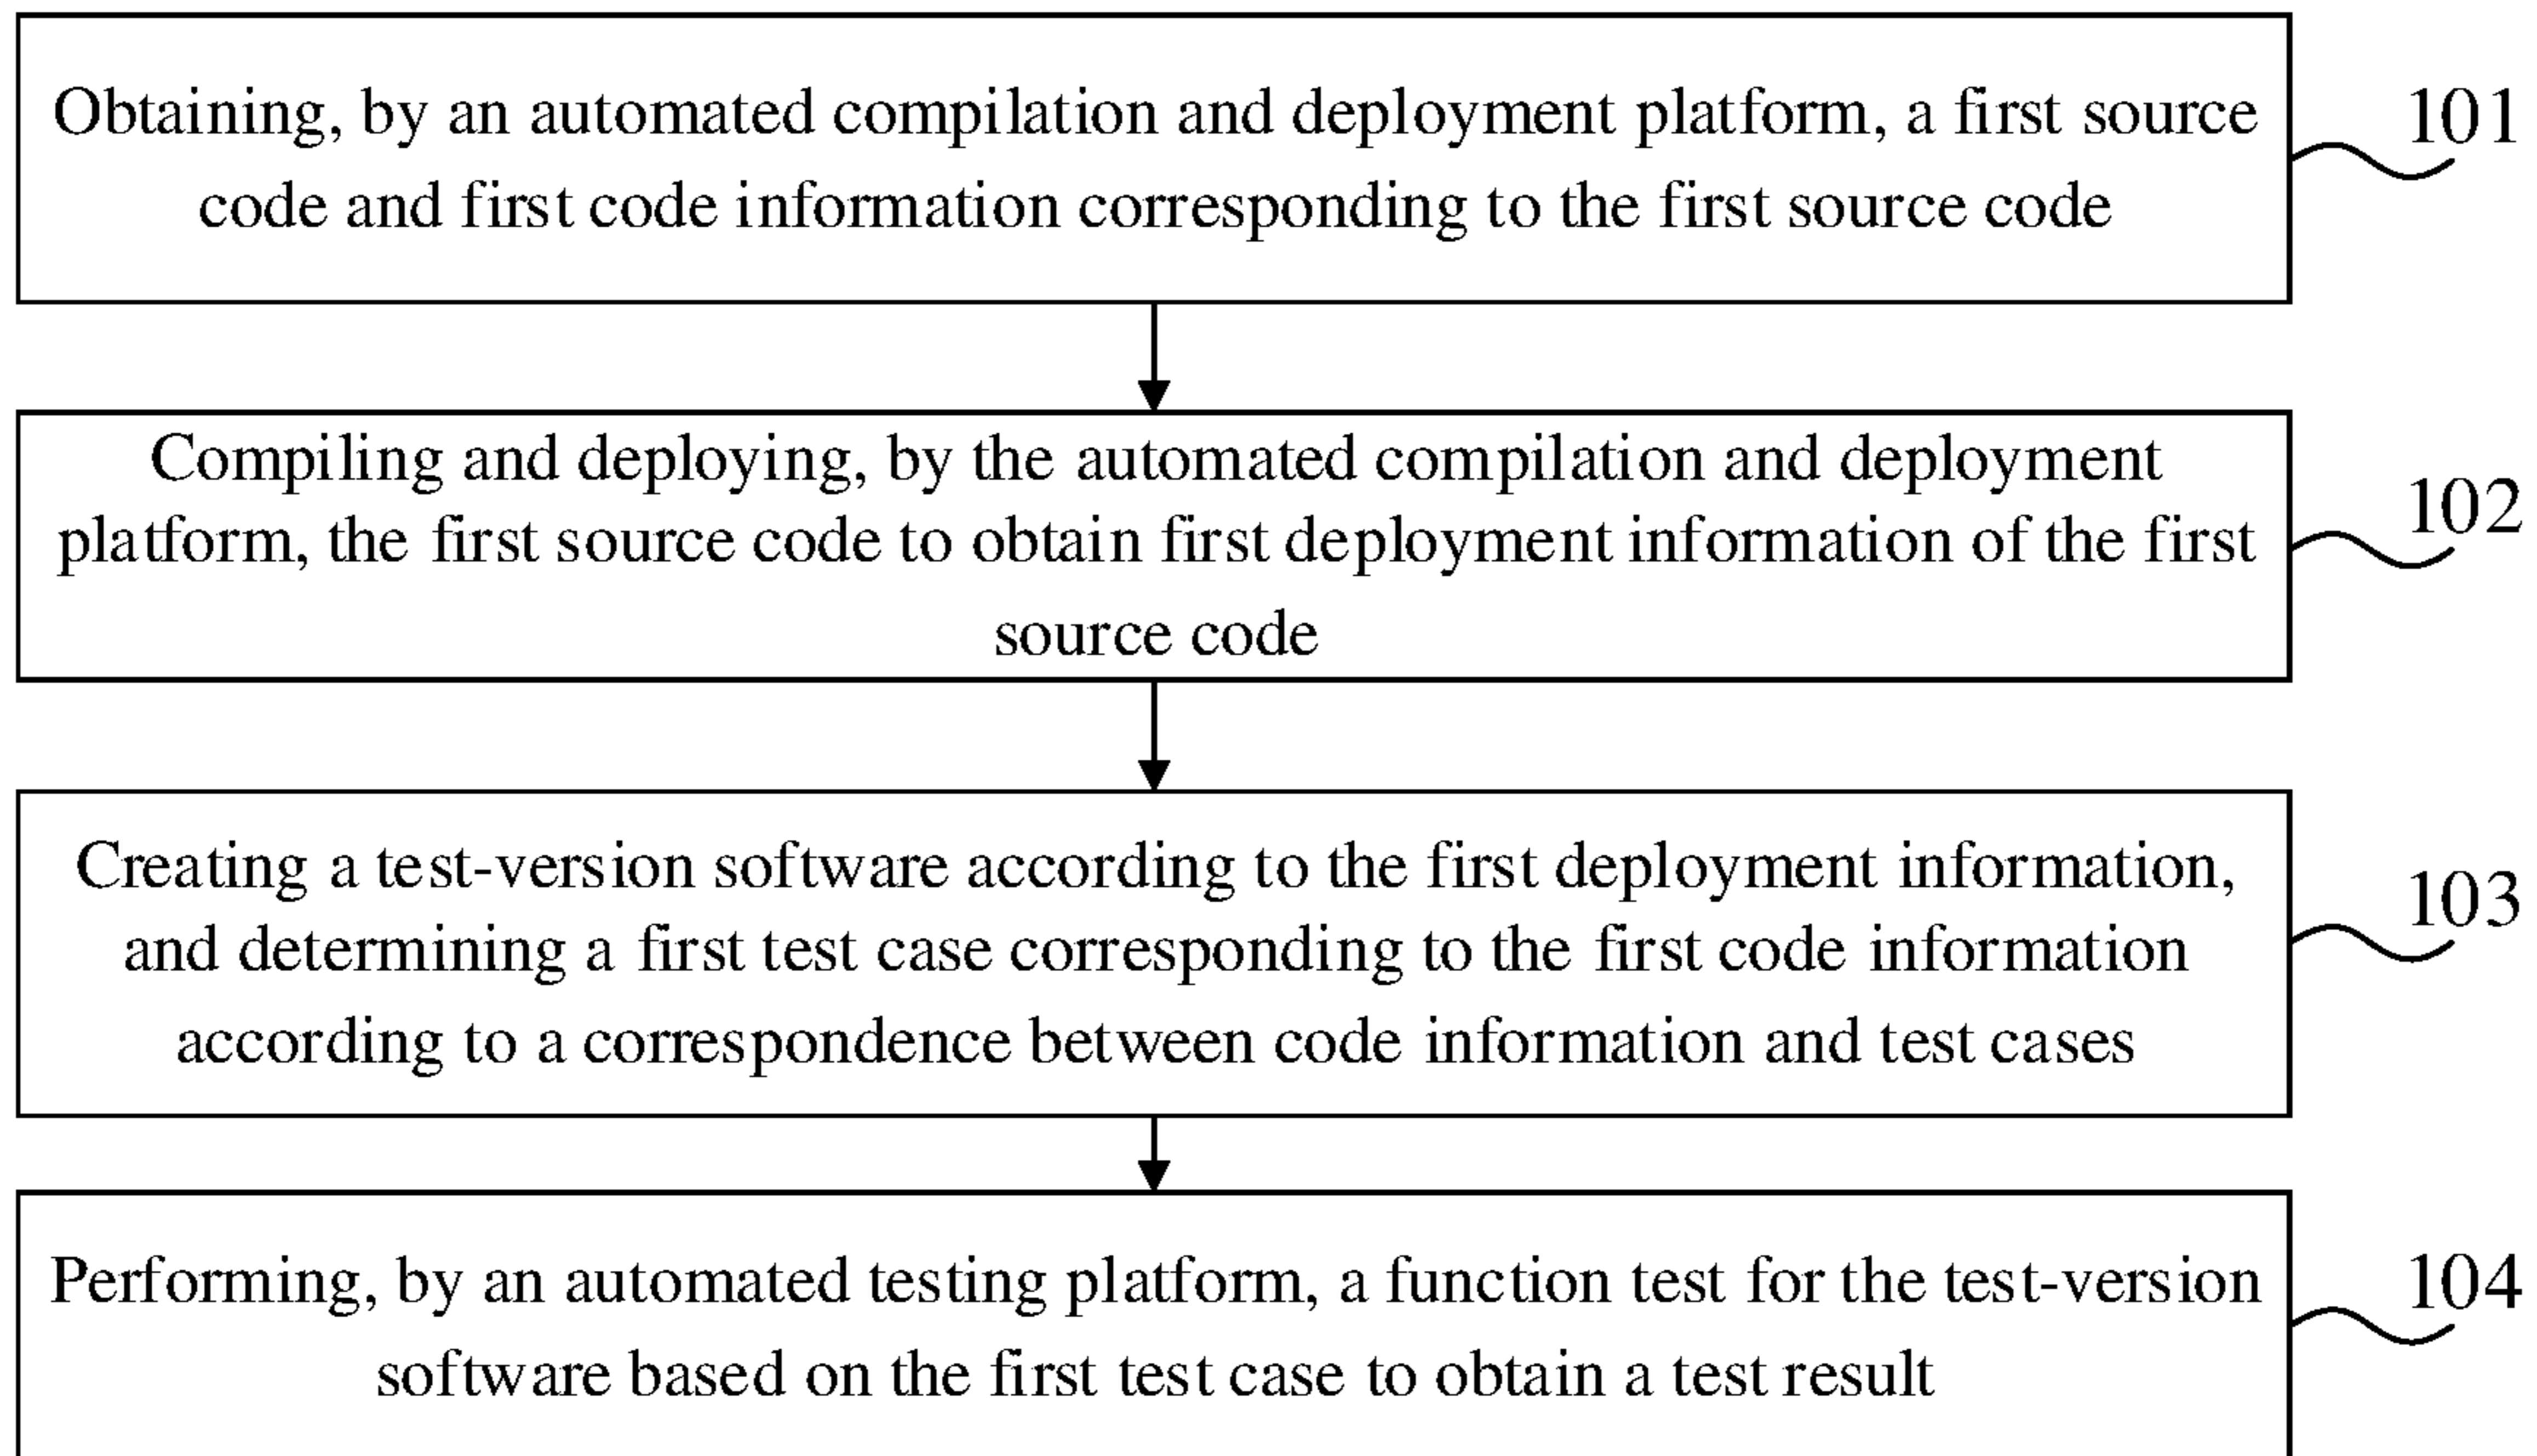 Obtaining, by an automated compilation and deployment platform, a first source
code and first code information corresponding to the first source code
101
Compiling and deploying, by the automated compilation and deployment
platform, the first source code to obtain first deployment information of the first
source code
102
Creating a test-version software according to the first deployment information,
and determining a first test case corresponding to the first code information
according to a correspondence between code information and test cases
103
Performing, by an automated testing platform, a function test for the test-version
software based on the first test case to obtain a test result
104